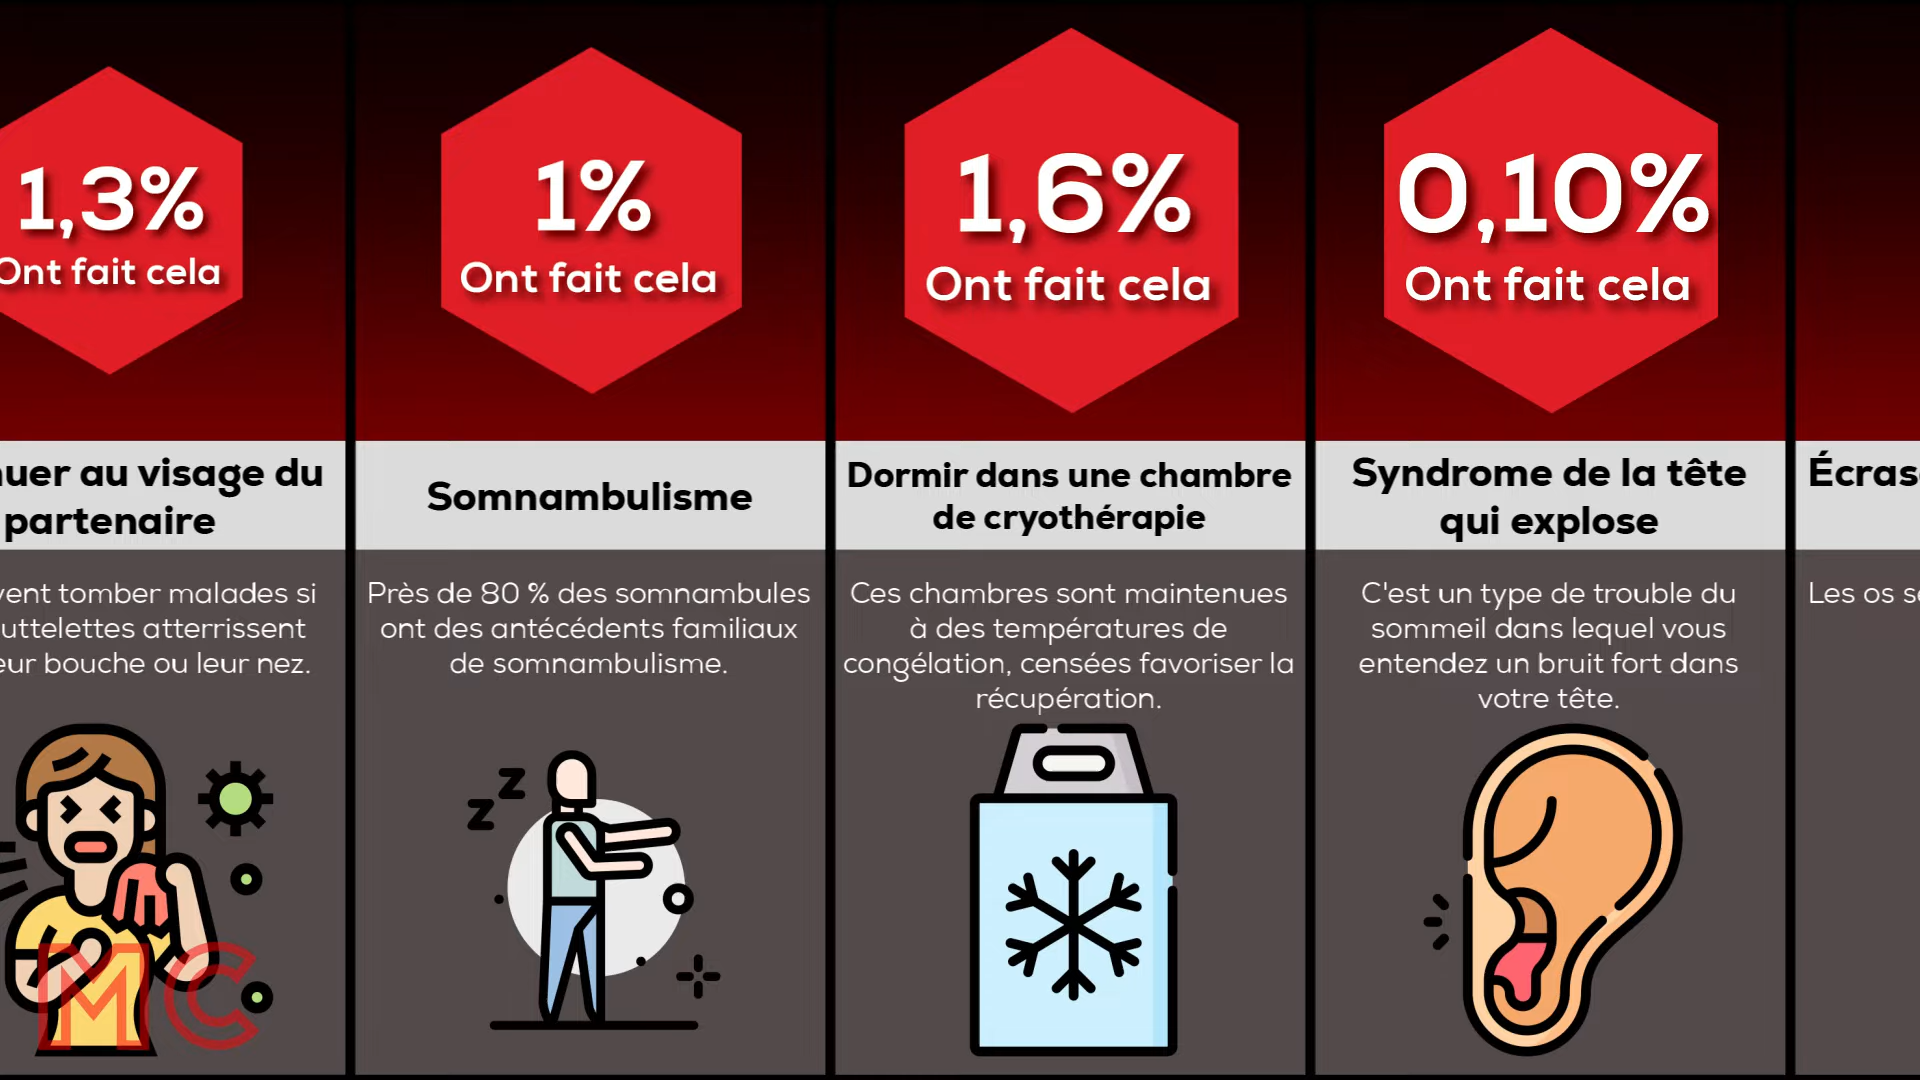 1,3%
Ont fait cela
nuer au visage du
partenaire
vent tomber malades si
uttelettes atterrissent
eur bouche ou leur nez.
MC
1%
Ont fait cela
Somnambulisme
Près de 80 % des somnambules
ont des antécédents familiaux
de somnambulisme.
z z
1,6%
Ont fait cela
Dormir dans une chambre
de cryothérapie
Ces chambres sont maintenues
à des températures de
congélation, censées favoriser la
récupération.
0,10%
Ont fait cela
Syndrome de la tête
qui explose
C'est un type de trouble du
sommeil dans lequel vous
entendez un bruit fort dans
votre tête.
Écras
Les os s